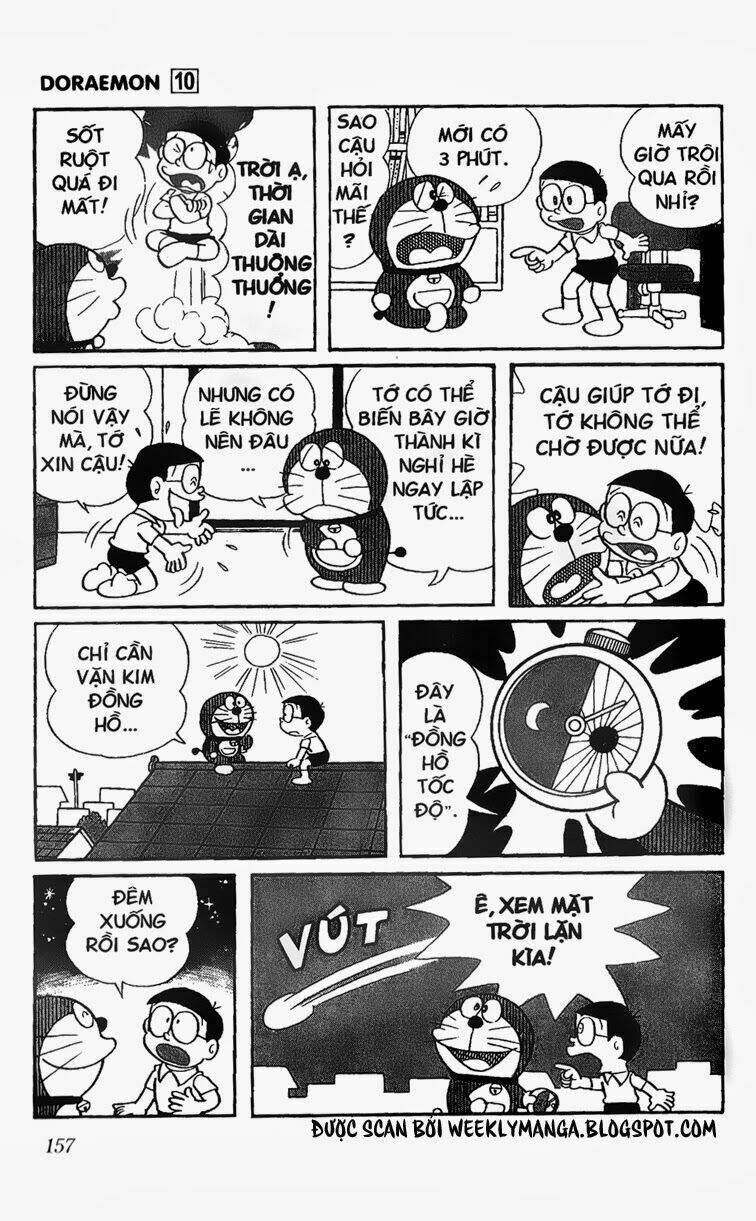 DORAEMON 10
MẤY
GIỜ TRÔI
QUA RỒI
NHỈ?
MỚI CÓ
3 PHÚT.
SAO
CẬU
HỎI
MÃI
THẾ
?
TRỜI Ạ,
THỜI
GIAN
DÀI
THUÔNG
THUỔNG
!
SỐT
RUỘT
QUÁ ĐI
MẤT!
CẬU GIÚP TỚ ĐI,
TỚ KHÔNG THỂ
CHỜ ĐƯỢC NỮA!
TỚ CÓ THỂ
BIẾN BÂY GIỜ
THÀNH KÌ
NGHỈ HÈ
NGAY LẬP
TỨC...
NHƯNG CÓ
LẼ KHÔNG
NÊN ĐÂU
...
ĐỪNG
NÓI VẬY
MÀ, TỚ
XIN CẬU!
ĐÂY
LÀ
"ĐỒNG
HỒ
TỐC
ĐỘ".
CHỈ CẦN
VẶN KIM
ĐỒNG
HỒ...
Ê, XEM MẶT
TRỜI LẶN
KÌA!
VÚT
ĐÊM
XUỐNG
RỒI SAO?
157
ĐƯỢC SCAN BỞI WEEKLYMANGA.BLOGSPOT.COM